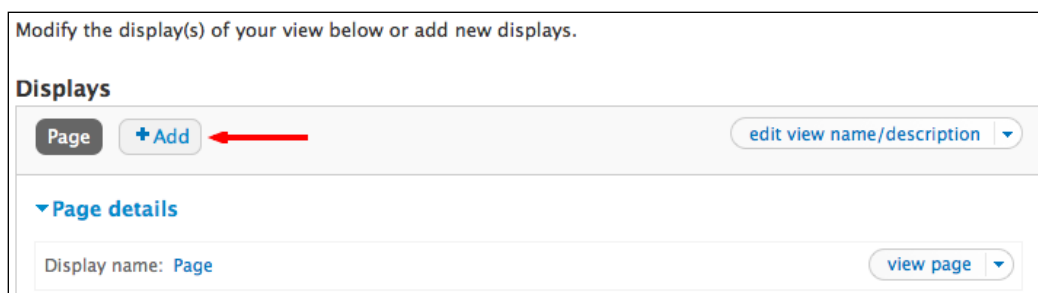 Modify the display(s) of your view below or add new displays.
Displays
Page +Add edit view name/description
Page details
Display name: Page view page